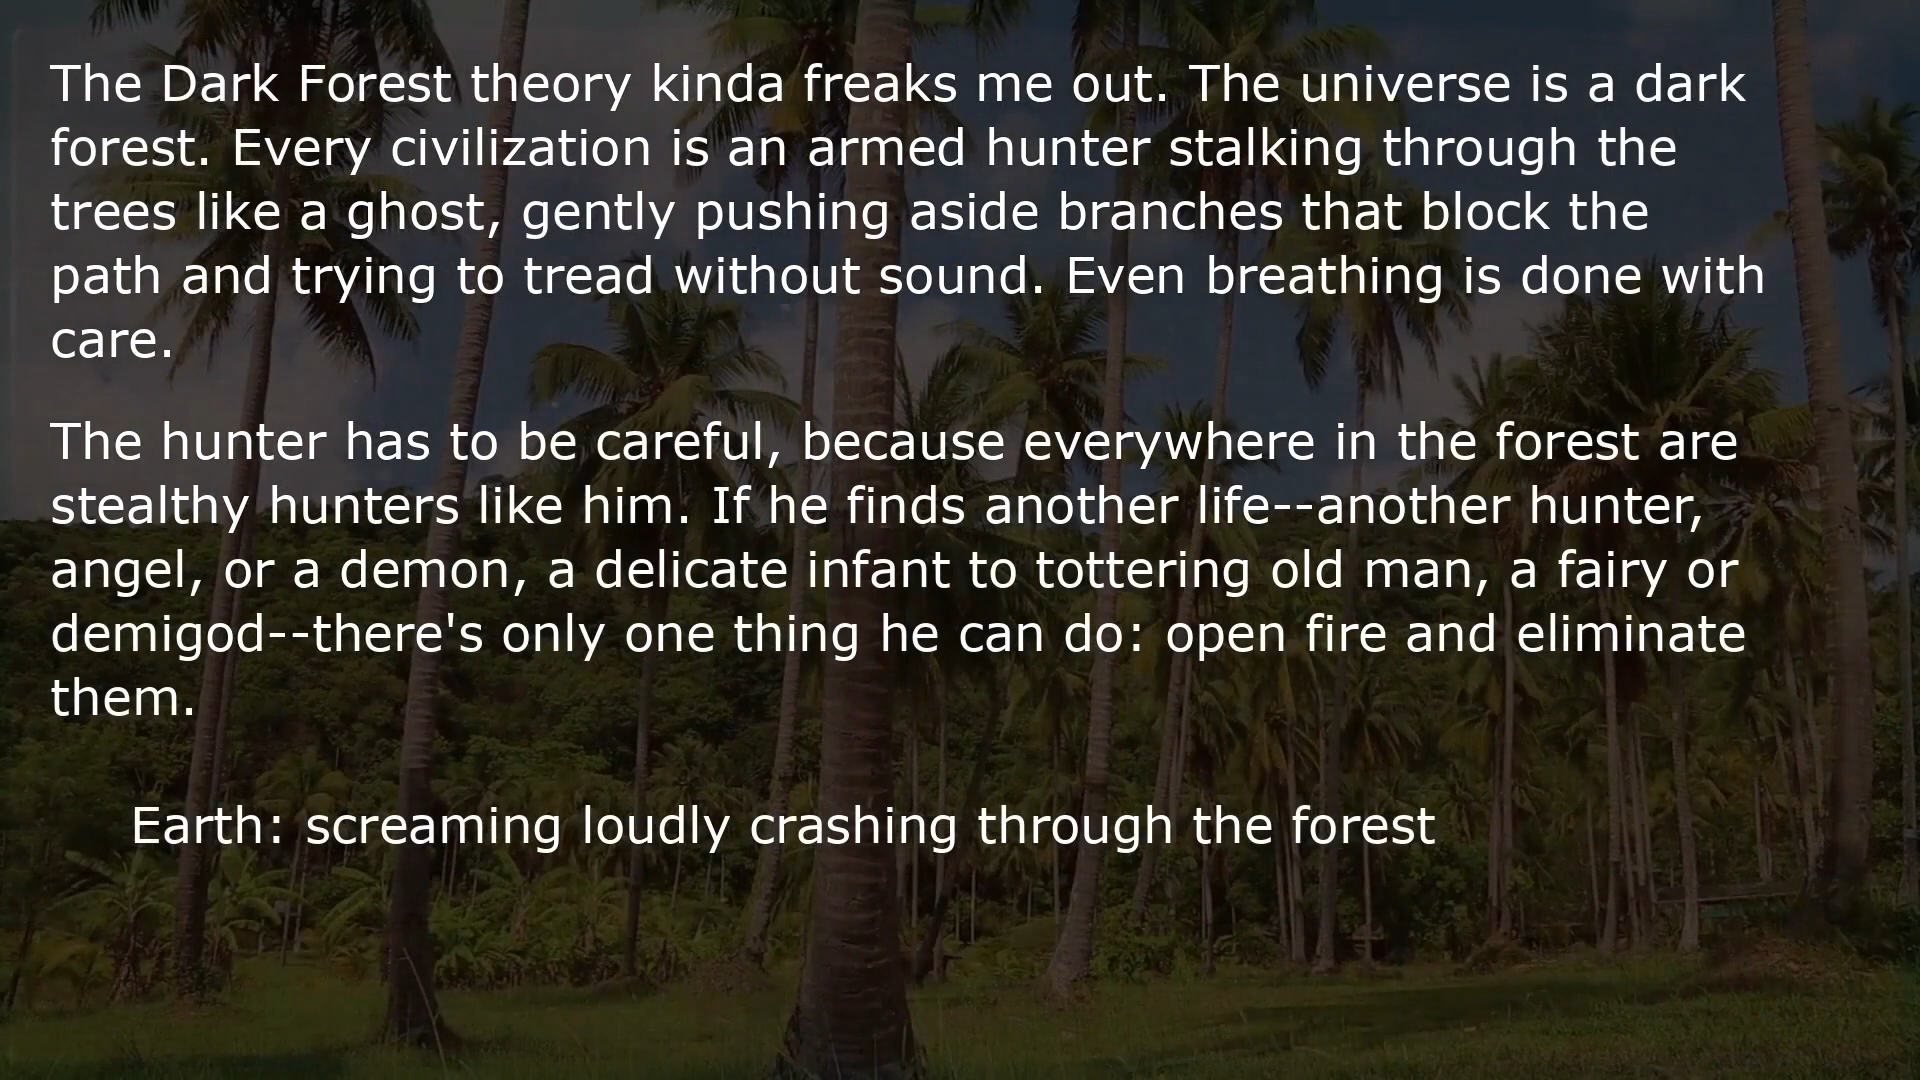 The Dark Forest theory kinda freaks me out. The universe is a dark
forest. Every civilization is an armed hunter stalking through the
trees like a ghost, gently pushing aside branches that block the
path and trying to tread without sound. Even breathing is done with
care.
The hunter has to be careful, because everywhere in the forest are
stealthy hunters like him. If he finds another life--another hunter,
angel, or a demon, a delicate infant to tottering old man, a fairy or
demigod--there's only one thing he can do: open fire and eliminate
them.
Earth: screaming loudly crashing through the forest